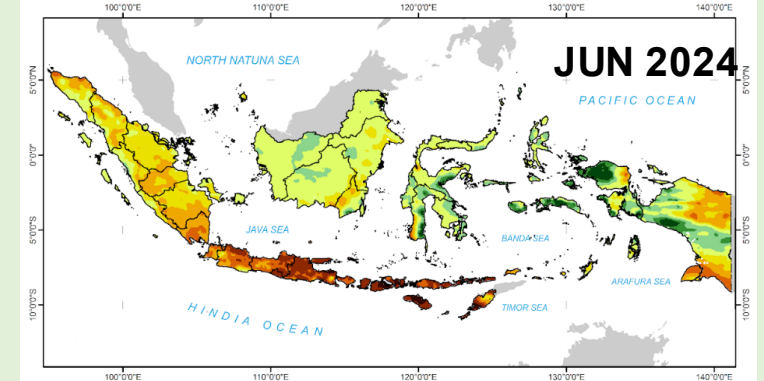 100°0'0"E 110°0'0"E 120°0'0"E 130°0'0"E 140°0'0"E
NORTH NATUNA SEA
JUN 2024
5°0'0"N 5°0'0"N
PACIFIC OCEAN
0°0'0" 0°0'0"
JAVA SEA
BANDA SEA
5°0'0"S 5°0'0"S
ARAFURA SEA
HINDIA OCEAN
TIMOR SEA
10°0'0"S 10°0'0"S
100°0'0"E 110°0'0"E 120°0'0"E 130°0'0"E 140°0'0"E